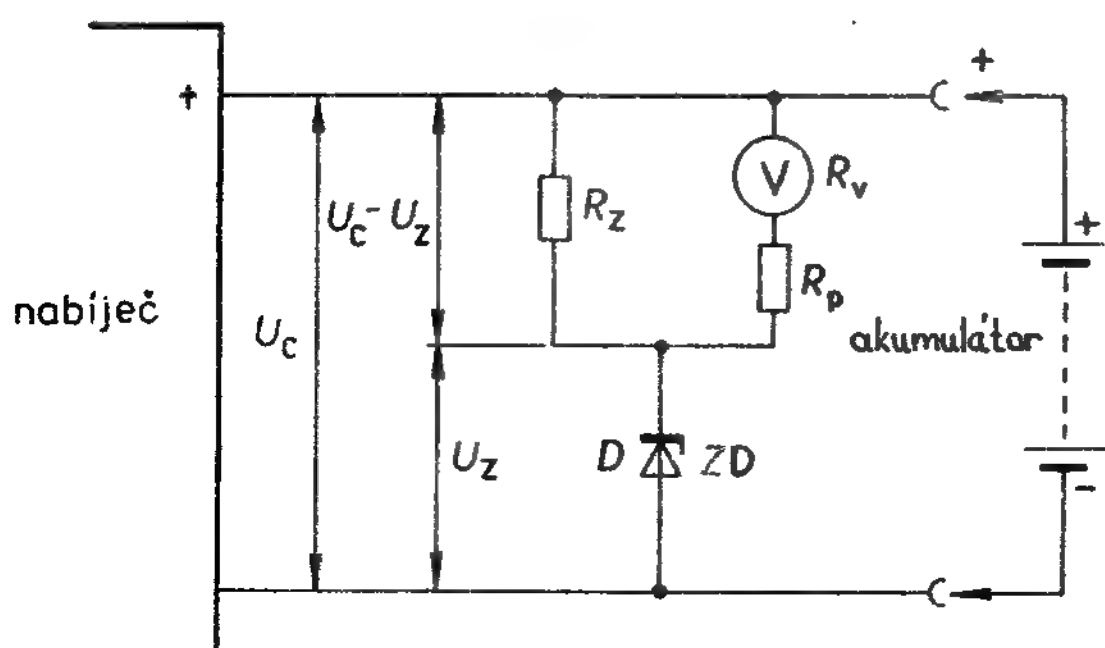 +
+
U_c - U_z
R_z
V
R_v
+
nabíječ
U_c
R_p
akumulátor
U_z
D
ZD
-